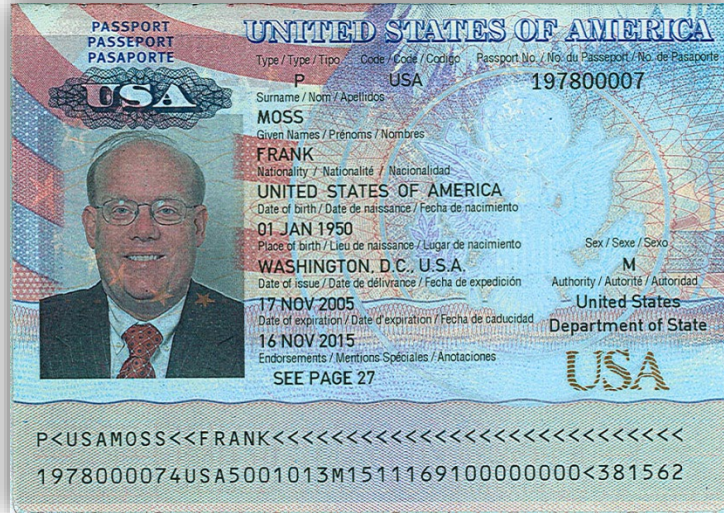 PASSPORT
PASSEPORT
PASAPORTE
USA
UNITED STATES OF AMERICA
Type / Type / Tipo Code / Code / Codigo Passport No. / No. du Passeport / No. de Pasaporte
P USA 197800007
Surname / Nom / Apellidos
MOSS
Given Names / Prénoms / Nombres
FRANK
Nationality / Nationalité / Nacionalidad
UNITED STATES OF AMERICA
Date of birth / Date de naissance / Fecha de nacimiento
01 JAN 1950
Place of birth / Lieu de naissance / Lugar de nacimiento Sex / Sexe / Sexo
WASHINGTON, D.C., U.S.A. M
Date of issue / Date de délivrance / Fecha de expedición Authority / Autorité / Autoridad
17 NOV 2005 United States
Date of expiration / Date d'expiration / Fecha de caducidad Department of State
16 NOV 2015
Endorsements / Mentions Spéciales / Anotaciones
SEE PAGE 27 USA
P<USAMOSS<<FRANK<<<<<<<<<<<<<<<<<<<<<<<<<<<<
1978000074USA5001013M1511169100000000<381562